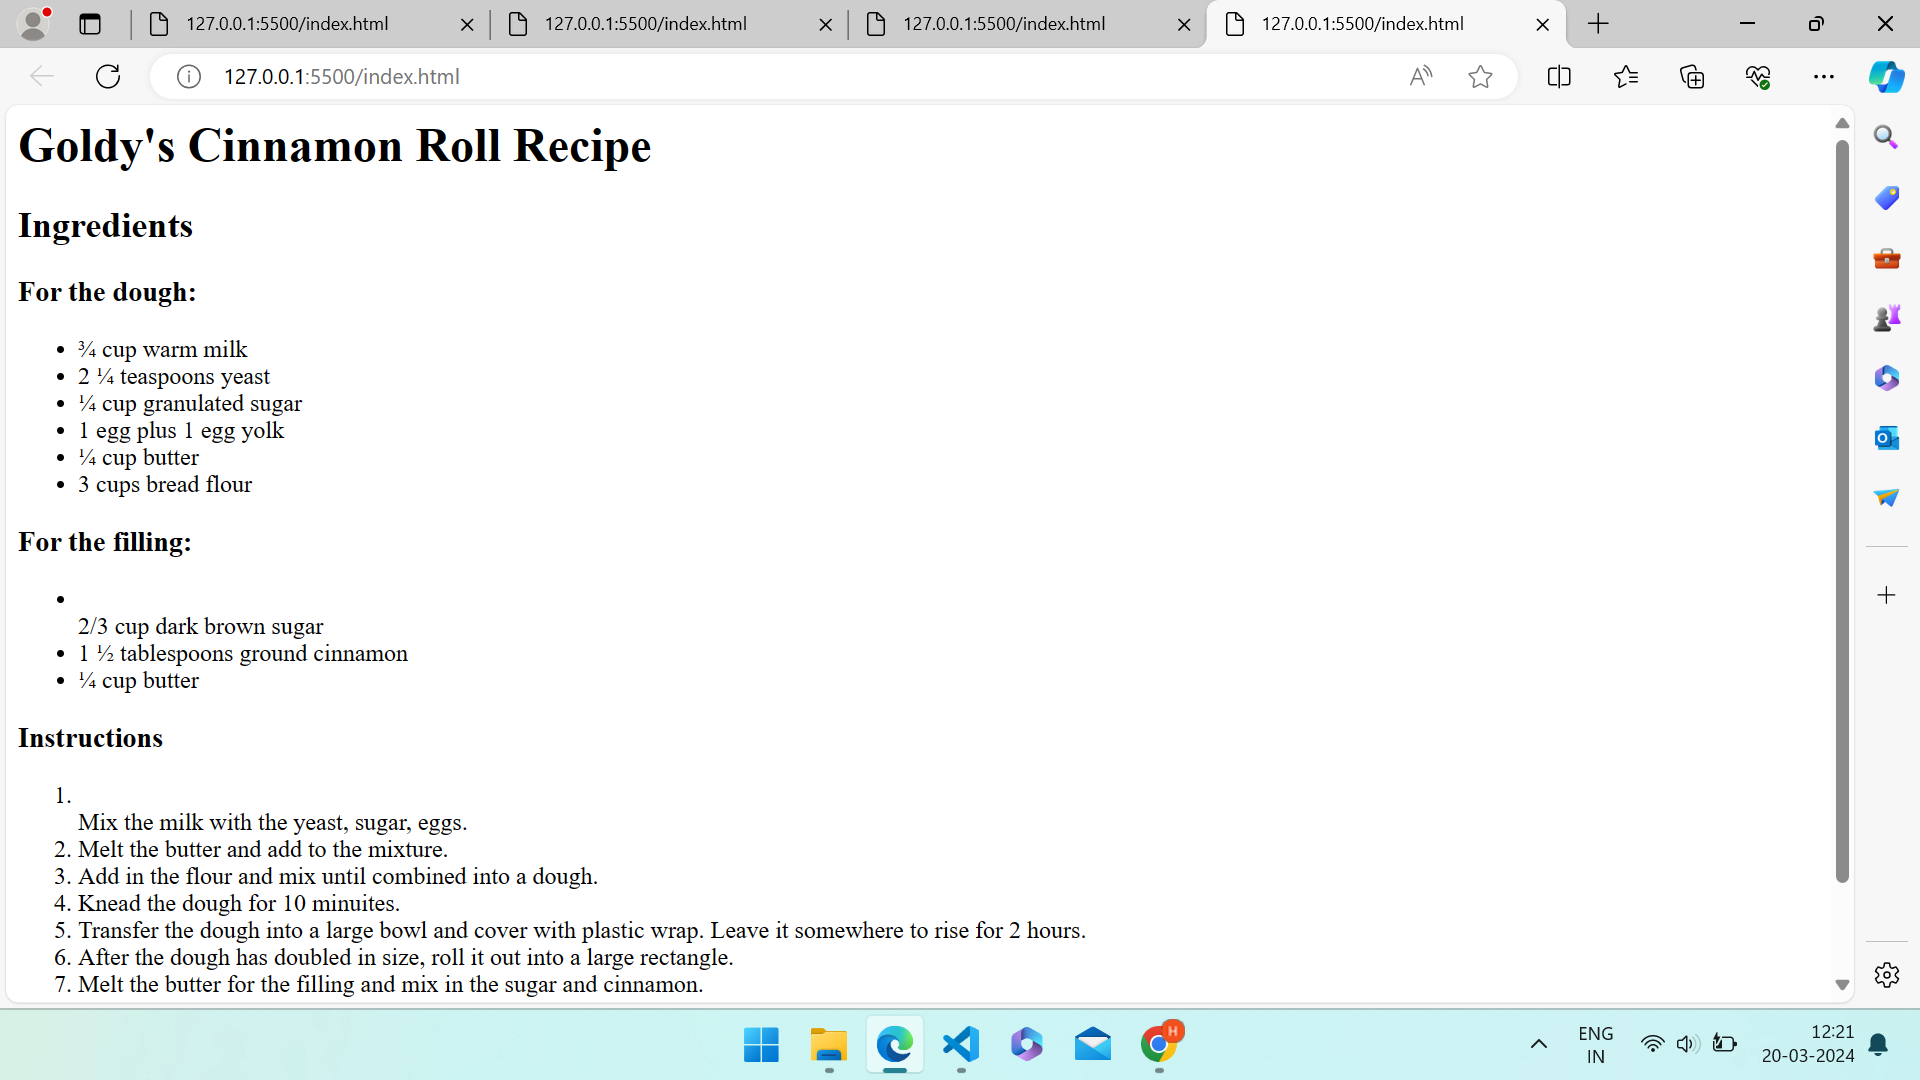 127.0.0.1:5500/index.html
127.0.0.1:5500/index.html
127.0.0.1:5500/index.html
127.0.0.1:5500/index.html
127.0.0.1:5500/index.html
Goldy's Cinnamon Roll Recipe
Ingredients
For the dough:
• ¾ cup warm milk
• 2 ¼ teaspoons yeast
• ¼ cup granulated sugar
• 1 egg plus 1 egg yolk
• ¼ cup butter
• 3 cups bread flour
For the filling:
•
2/3 cup dark brown sugar
• 1 ½ tablespoons ground cinnamon
• ¼ cup butter
Instructions
1.
Mix the milk with the yeast, sugar, eggs.
2. Melt the butter and add to the mixture.
3. Add in the flour and mix until combined into a dough.
4. Knead the dough for 10 minuites.
5. Transfer the dough into a large bowl and cover with plastic wrap. Leave it somewhere to rise for 2 hours.
6. After the dough has doubled in size, roll it out into a large rectangle.
7. Melt the butter for the filling and mix in the sugar and cinnamon.
H
ENG
IN
12:21
20-03-2024